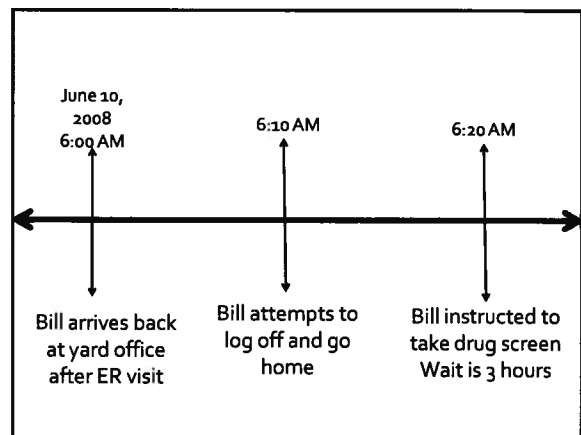 June 10,
2008
6:00 AM
6:10 AM
6:20 AM
Bill arrives back
at yard office
after ER visit
Bill attempts to
log off and go
home
Bill instructed to
take drug screen
Wait is 3 hours